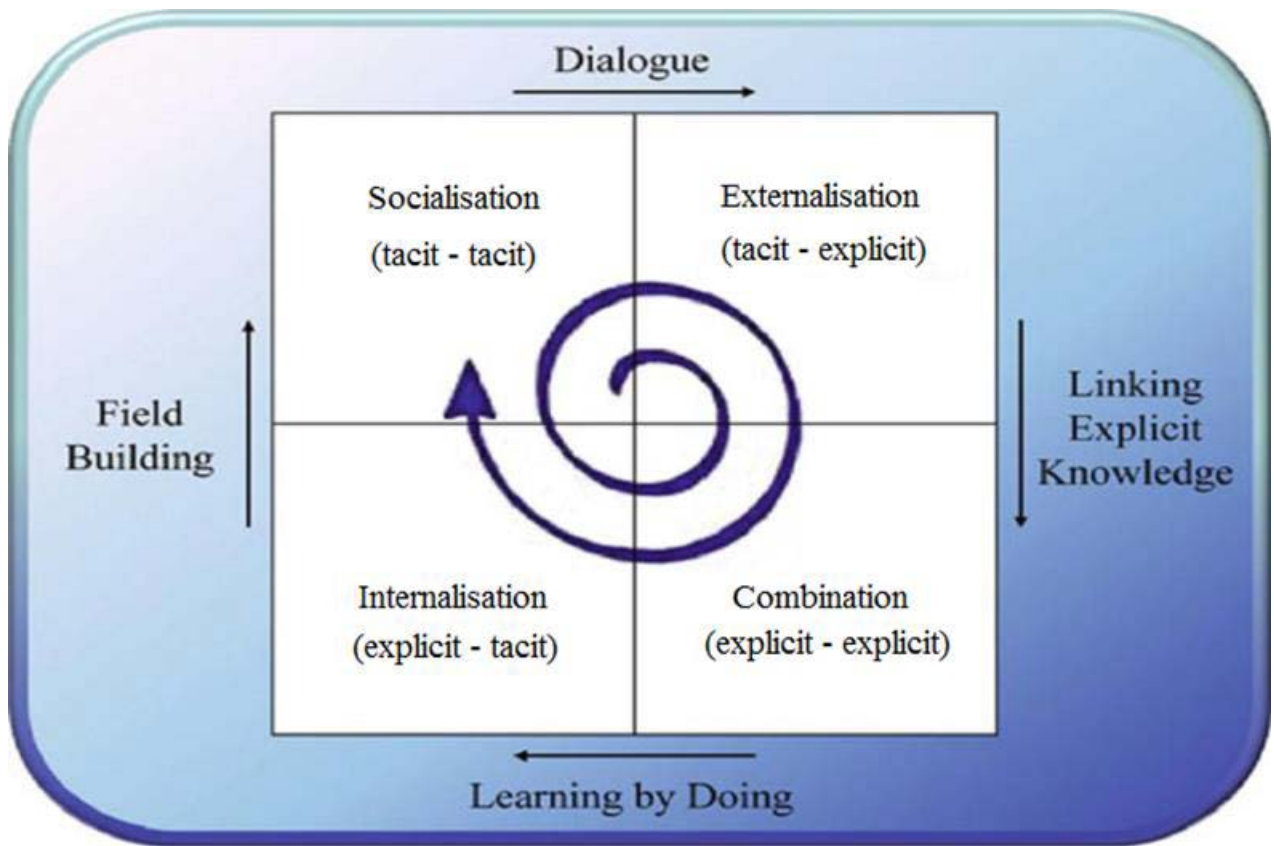 Dialogue
Socialisation
(tacit - tacit)
Externalisation
(tacit - explicit)
Field
Building
Linking
Explicit
Knowledge
Internalisation
(explicit - tacit)
Combination
(explicit - explicit)
Learning by Doing